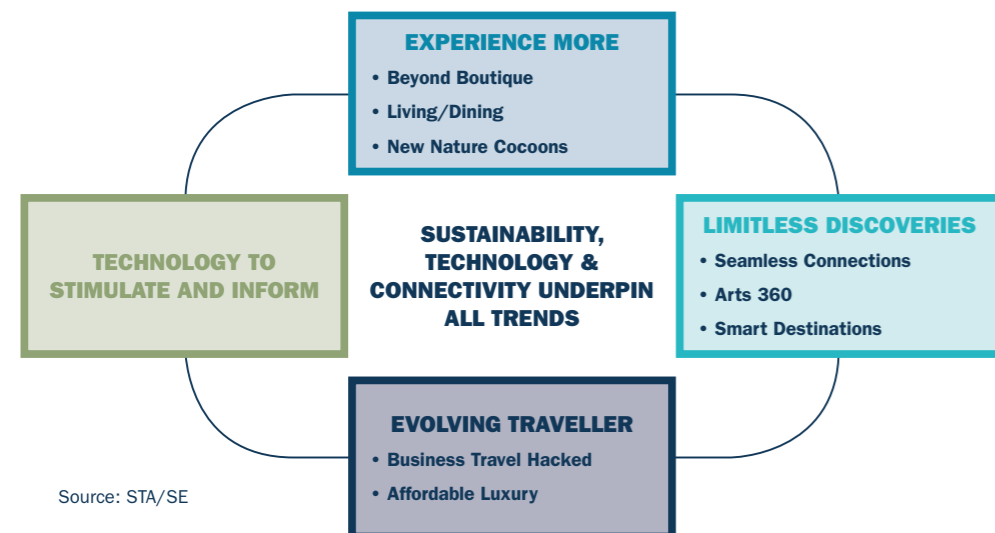 EXPERIENCE MORE
• Beyond Boutique
• Living/Dining
• New Nature Cocoons
TECHNOLOGY TO
STIMULATE AND INFORM
SUSTAINABILITY,
TECHNOLOGY &
CONNECTIVITY UNDERPIN
ALL TRENDS
LIMITLESS DISCOVERIES
• Seamless Connections
• Arts 360
• Smart Destinations
EVOLVING TRAVELLER
• Business Travel Hacked
• Affordable Luxury
Source: STA/SE